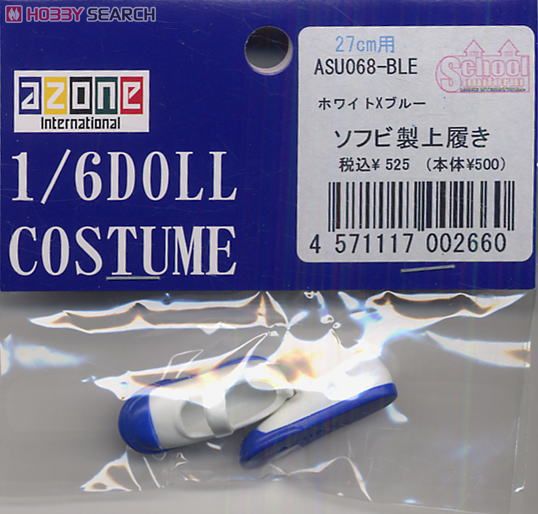 HOBBY SEARCH
azone
International
1/6DOLL
COSTUME
27cm用
ASU068-BLE
School
ホワイトXブルー
ソフビ製上履き
税込¥ 525 (本体¥500)
4 571117 002660